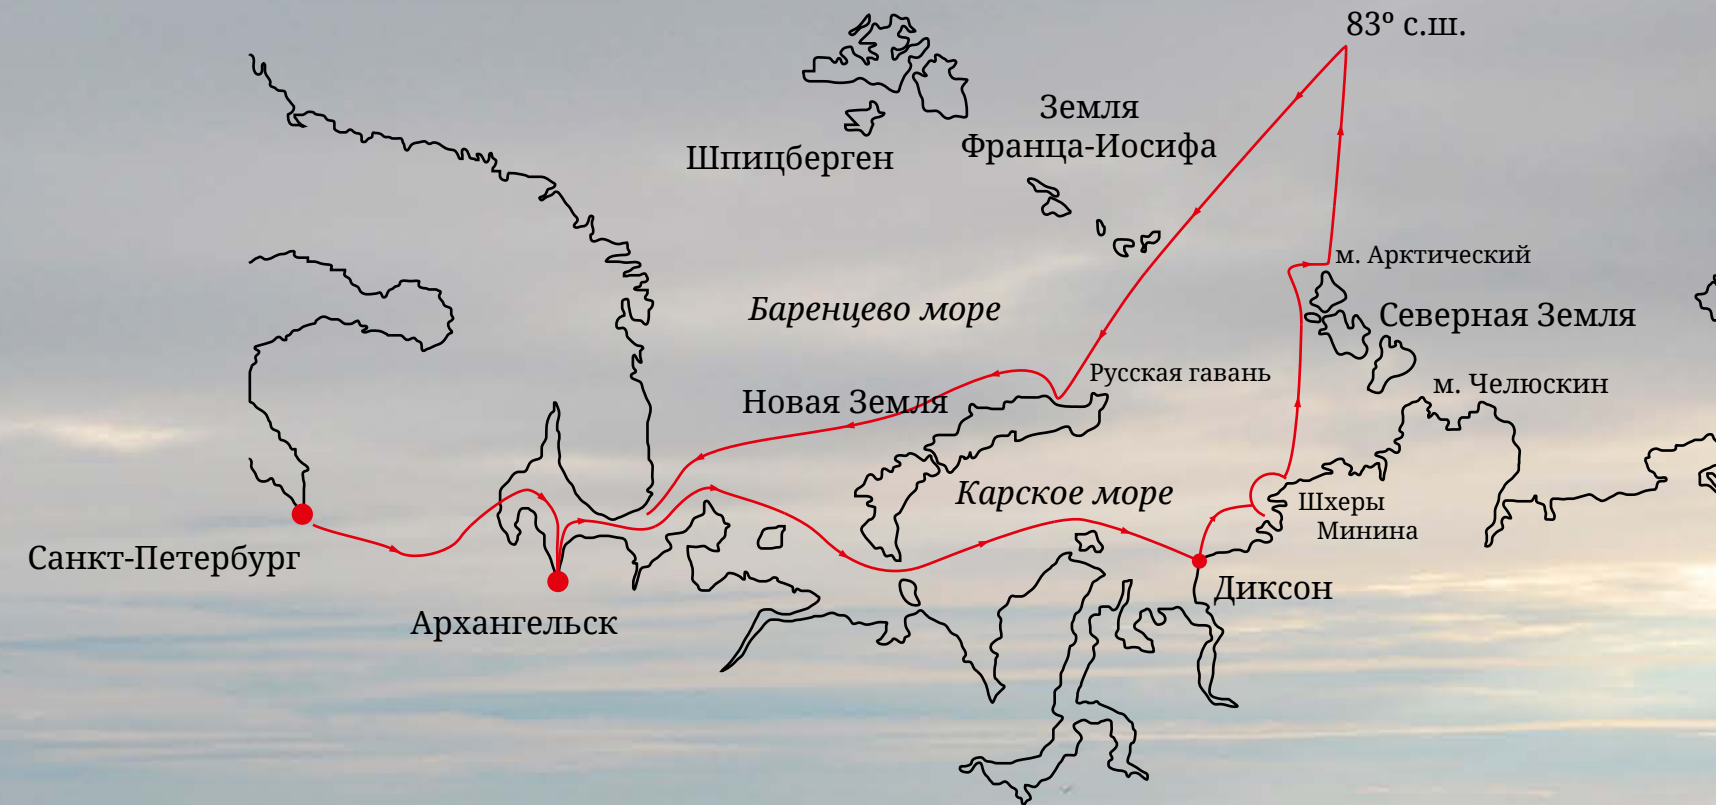 83º с.ш.
Земля
Франца-Иосифа
Шпицберген
м. Арктический
Баренцево море
Северная Земля
Русская гавань
м. Челюскин
Новая Земля
Карское море
Шхеры
Минина
Санкт-Петербург
Диксон
Архангельск